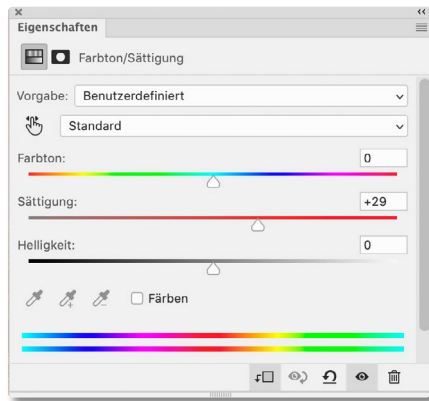 Eigenschaften
Farbton/Sättigung
Vorgabe: Benutzerdefiniert
Standard
Farbton: 0
Sättigung: +29
Helligkeit: 0
Färben